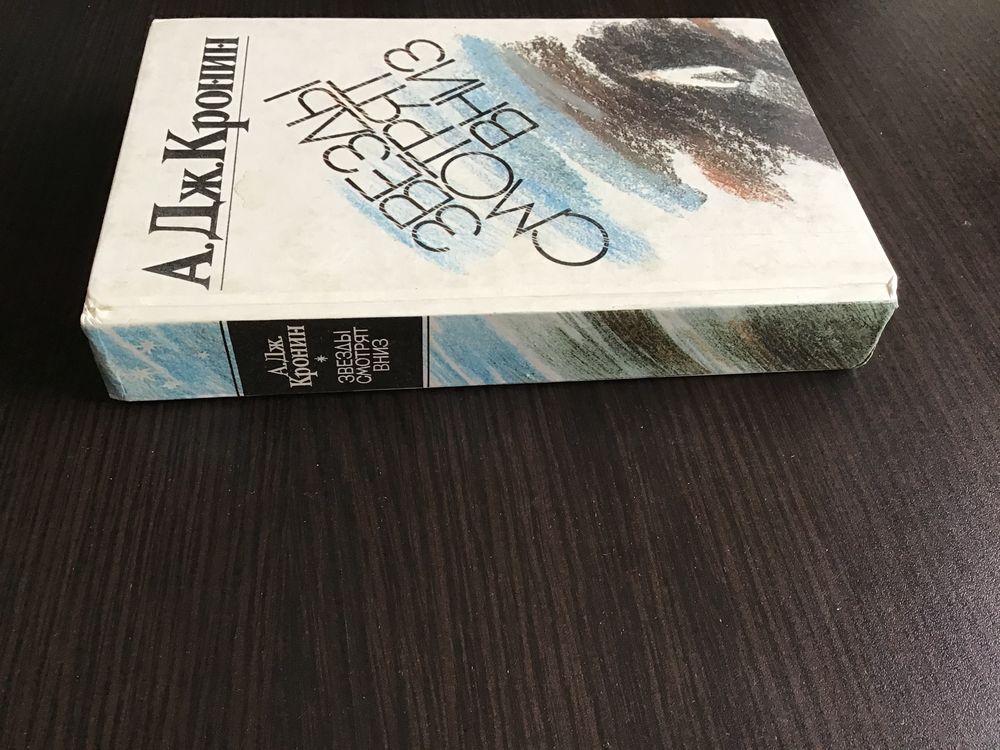 А.Дж.Кронин
ЗВЕЗДЫ
СМОТРЯТ
ВНИЗ
А.Дж.
Кронин
*
ЗВЕЗДЫ
СМОТРЯТ
ВНИЗ